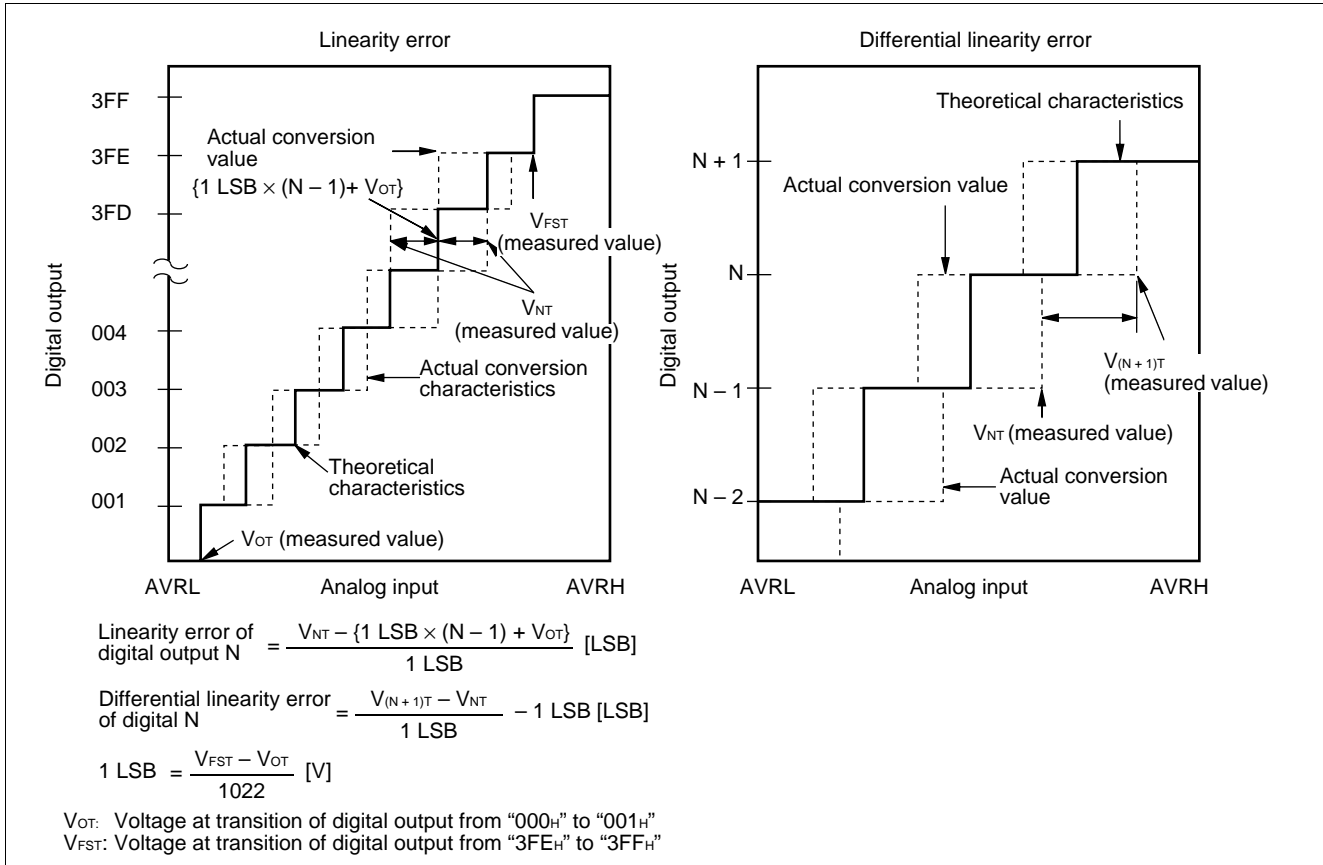 Linearity error
3FF
3FE
3FD
004
003
002
001
Digital output
Actual conversion
value
{1 LSB × (N – 1)+ VOT}
VFST
(measured value)
VNT
(measured value)
Actual conversion
characteristics
Theoretical
characteristics
VOT (measured value)
AVRL
Analog input
AVRH
Differential linearity error
Theoretical characteristics
N + 1
Actual conversion value
N
Digital output
V(N + 1)T
(measured value)
N – 1
VNT (measured value)
Actual conversion
value
N – 2
AVRL
Analog input
AVRH
Linearity error of
digital output N
=
VNT – {1 LSB × (N – 1) + VOT}
1 LSB
[LSB]
Differential linearity error
of digital N
=
V(N + 1)T – VNT
1 LSB
– 1 LSB [LSB]
1 LSB =
VFST – VOT
1022
[V]
VOT: Voltage at transition of digital output from “000H” to “001H”
VFST: Voltage at transition of digital output from “3FEH” to “3FFH”